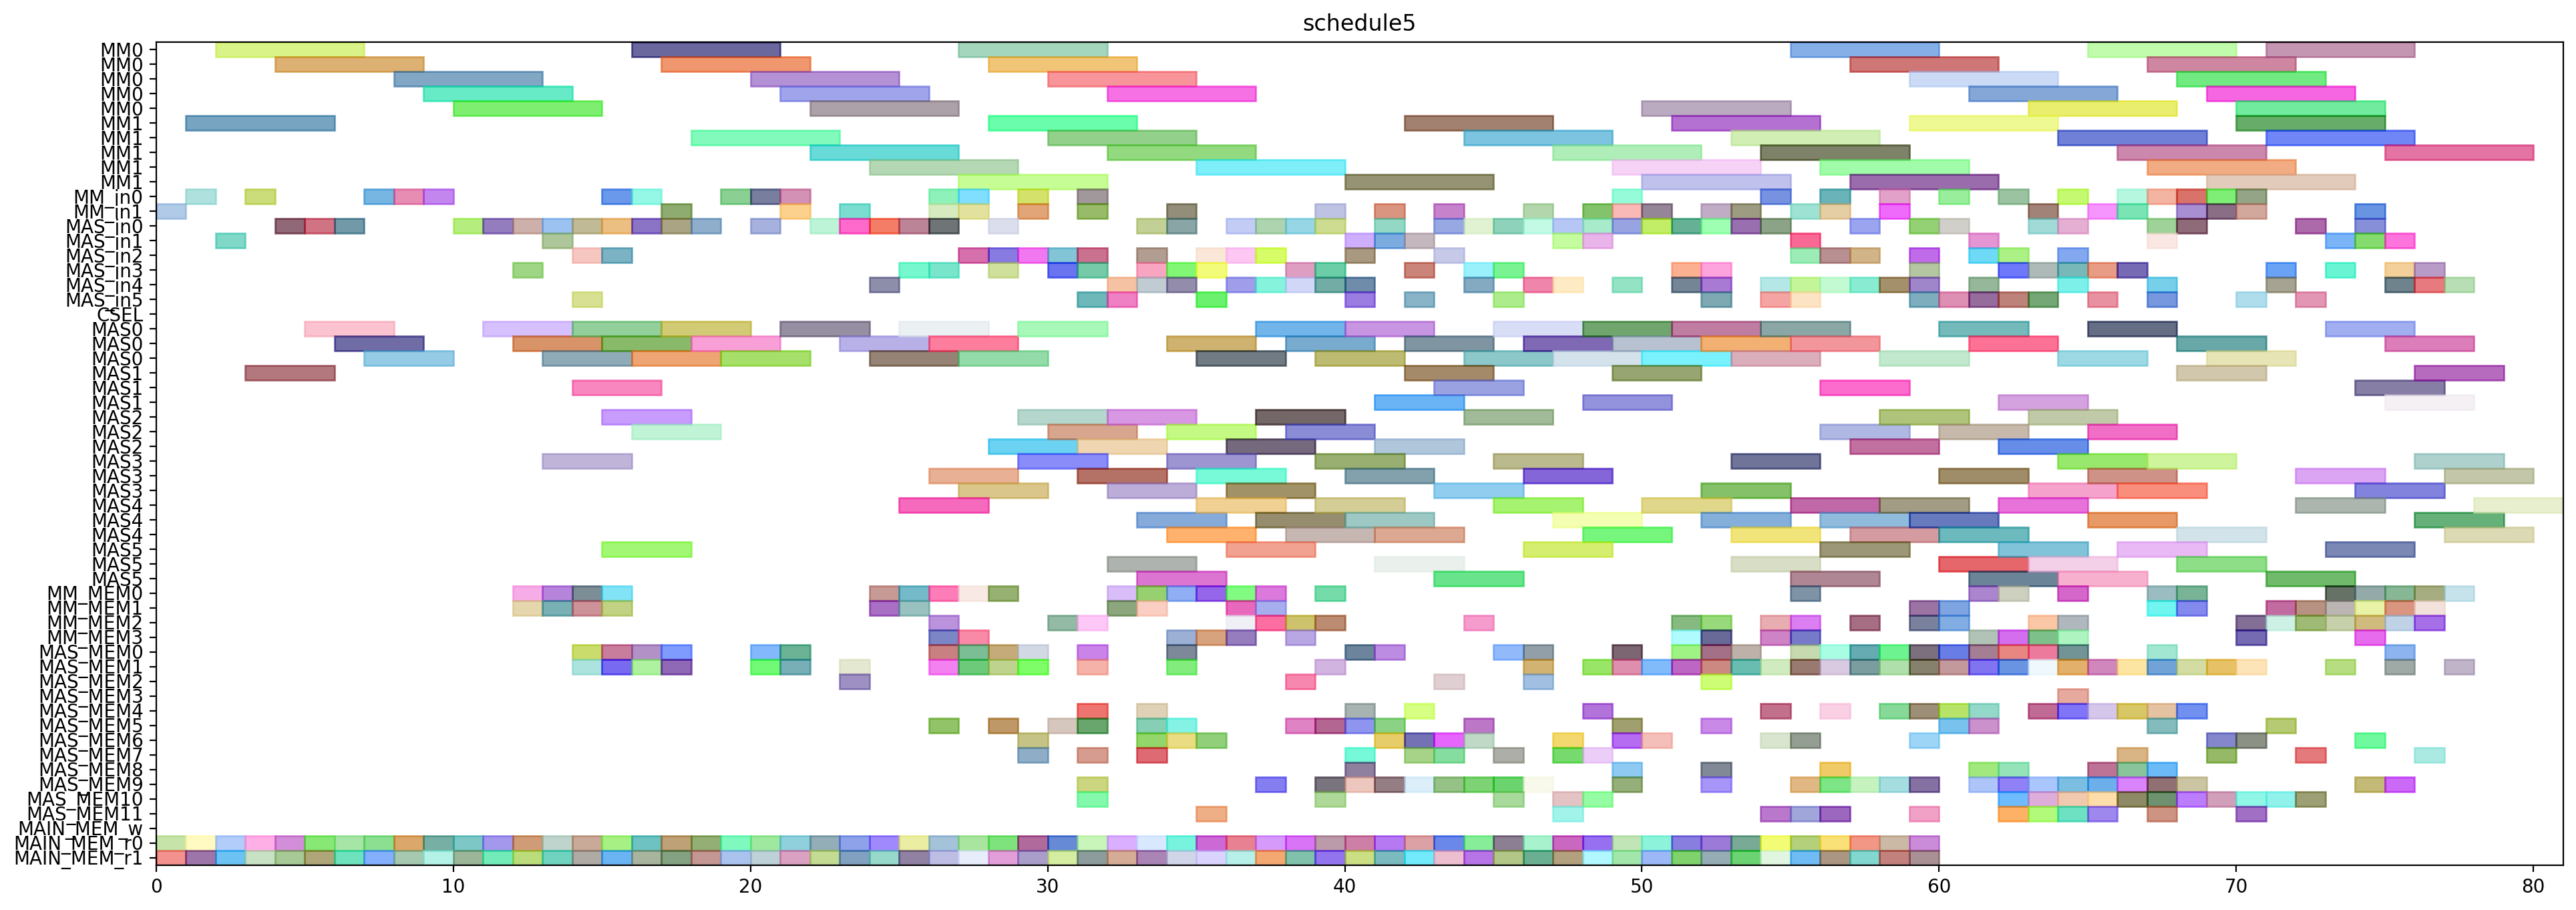 schedule5
MM0
MM0
MM0
MM0
MM0
MM1
MM1
MM1
MM1
MM1
MM_in0
MM_in1
MAS_in0
MAS_in1
MAS_in2
MAS_in3
MAS_in4
MAS_in5
CSEL
MAS0
MAS0
MAS0
MAS1
MAS1
MAS1
MAS2
MAS2
MAS2
MAS3
MAS3
MAS3
MAS4
MAS4
MAS4
MAS5
MAS5
MAS5
MM_MEM0
MM_MEM1
MM_MEM2
MM_MEM3
MAS_MEM0
MAS_MEM1
MAS_MEM2
MAS_MEM3
MAS_MEM4
MAS_MEM5
MAS_MEM6
MAS_MEM7
MAS_MEM8
MAS_MEM9
MAS_MEM10
MAS_MEM11
MAIN_MEM_w
MAIN_MEM_r0
MAIN_MEM_r1
0 10 20 30 40 50 60 70 80